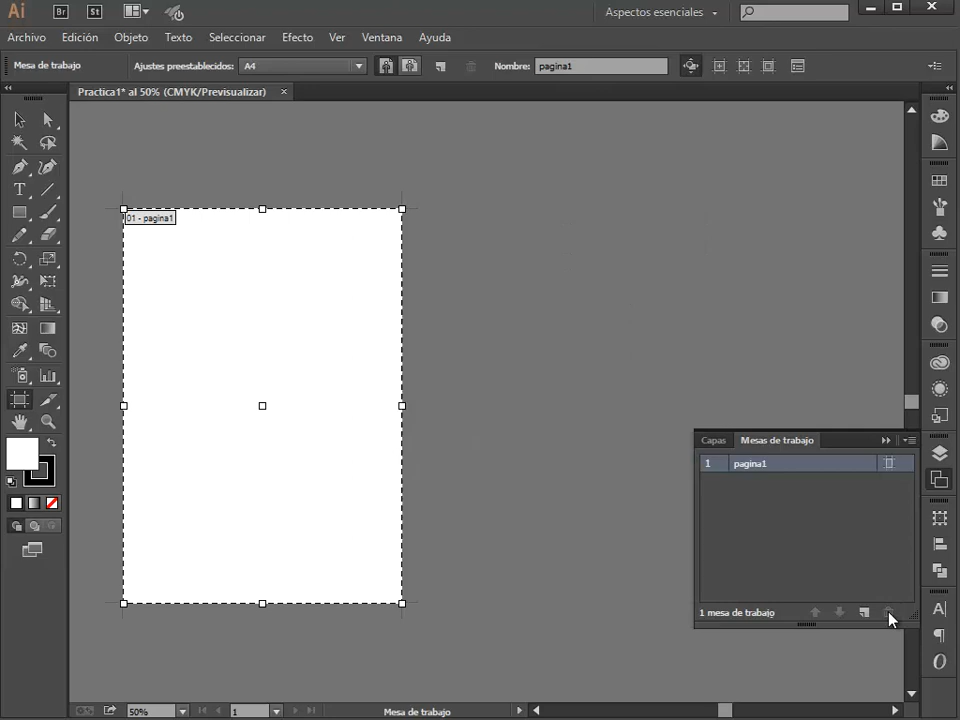 Ai Br St Aspectos esenciales
Archivo Edición Objeto Texto Seleccionar Efecto Ver Ventana Ayuda
Mesa de trabajo Ajustes preestablecidos: A4 Nombre: pagina1
Practica1* al 50% (CMYK/Previsualizar) ×
01 - pagina1
Capas Mesas de trabajo
1 pagina1
1 mesa de trabajo
50% 1 Mesa de trabajo